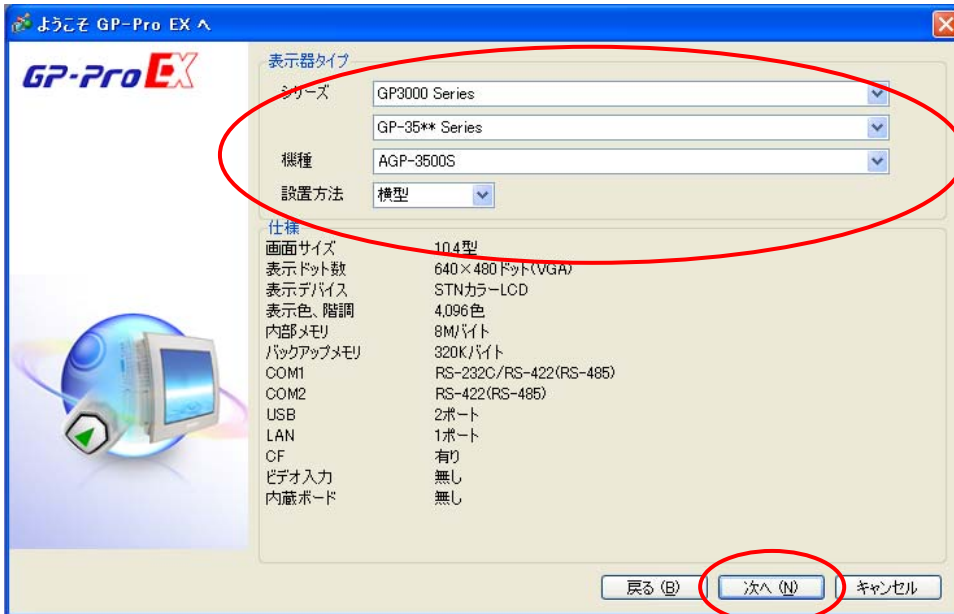 ようこそ GP-Pro EX へ
GP-Pro EX
表示器タイプ
シリーズ GP3000 Series
GP-35** Series
機種 AGP-3500S
設置方法 横型
仕様
画面サイズ 10.4型
表示ドット数 640×480ドット(VGA)
表示デバイス STNカラーLCD
表示色、階調 4,096色
内部メモリ 8Mバイト
バックアップメモリ 320Kバイト
COM1 RS-232C/RS-422(RS-485)
COM2 RS-422(RS-485)
USB 2ポート
LAN 1ポート
CF 有り
ビデオ入力 無し
内蔵ボード 無し
戻る (B) 次へ (N) キャンセル